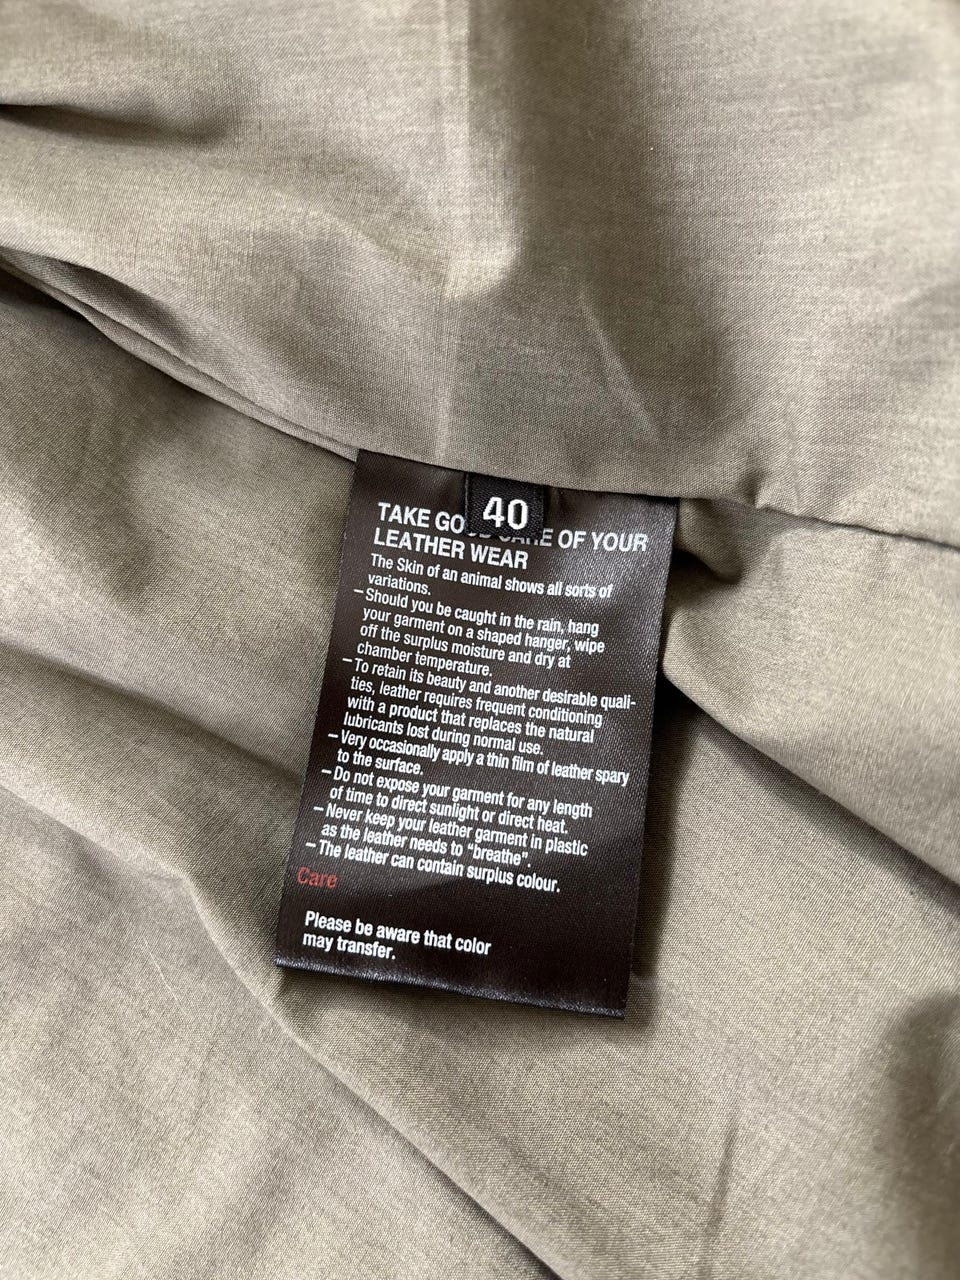 40
TAKE GOOD CARE OF YOUR
LEATHER WEAR
The Skin of an animal shows all sorts of
variations.
– Should you be caught in the rain, hang
your garment on a shaped hanger, wipe
off the surplus moisture and dry at
chamber temperature.
– To retain its beauty and another desirable quali-
ties, leather requires frequent conditioning
with a product that replaces the natural
lubricants lost during normal use.
– Very occasionally apply a thin film of leather spary
to the surface.
– Do not expose your garment for any length
of time to direct sunlight or direct heat.
– Never keep your leather garment in plastic
as the leather needs to "breathe".
– The leather can contain surplus colour.
Care
Please be aware that color
may transfer.